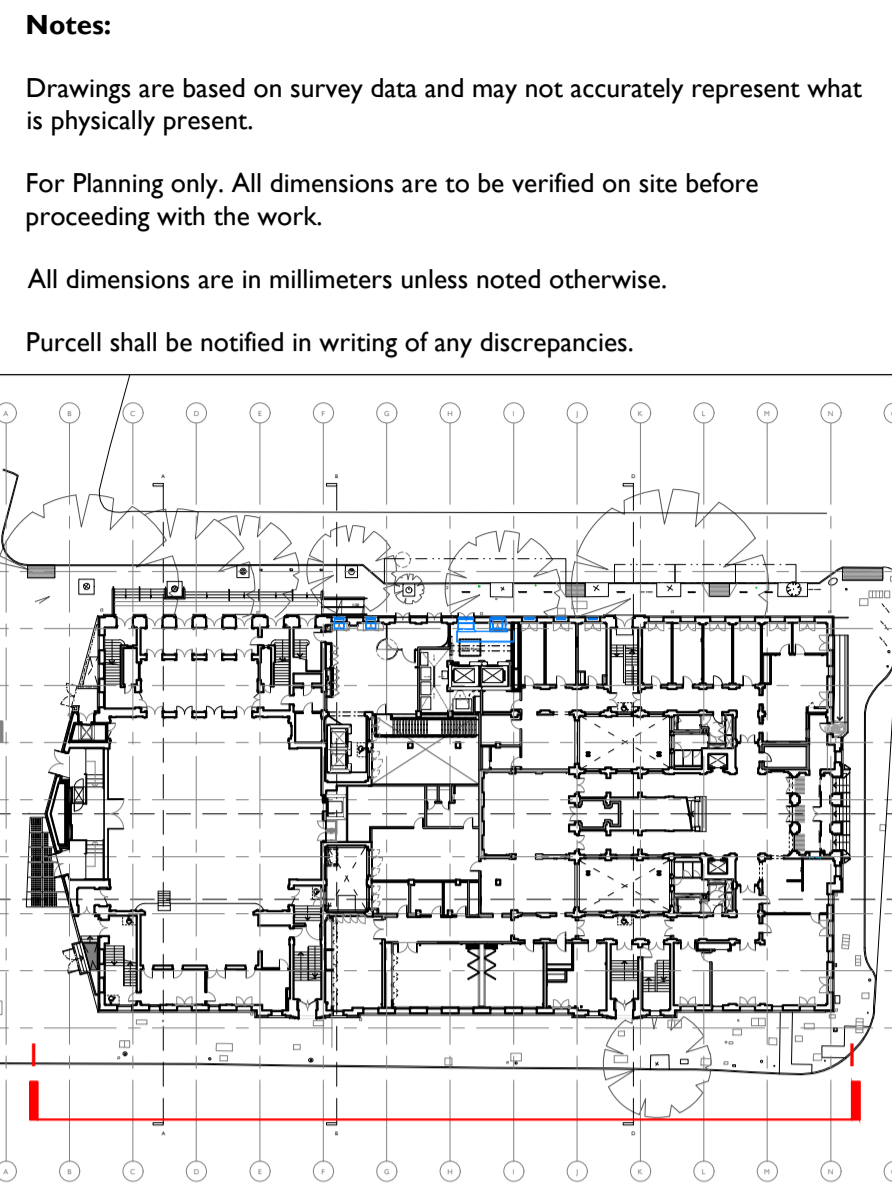 Notes:
Drawings are based on survey data and may not accurately represent what
is physically present.
For Planning only. All dimensions are to be verified on site before
proceeding with the work.
All dimensions are in millimeters unless noted otherwise.
Purcell shall be notified in writing of any discrepancies.
A B C D E F G H I J K L M N
A B D
A B D
A B C D E F G H I J K L M N